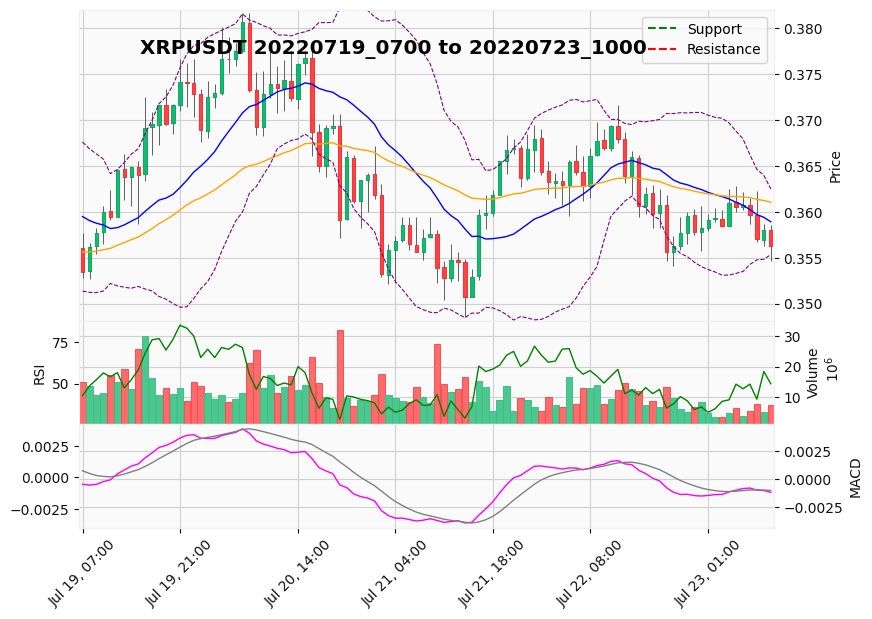 XRPUSDT 20220719_0700 to 20220723_1000
Support
Resistance
0.380
0.375
0.370
0.365
0.360
0.355
0.350
Price
75
50
RSI
30
20
10
Volume
10^6
0.0025
0.0000
−0.0025
0.0025
0.0000
−0.0025
MACD
Jul 19, 07:00
Jul 19, 21:00
Jul 20, 14:00
Jul 21, 04:00
Jul 21, 18:00
Jul 22, 08:00
Jul 23, 01:00